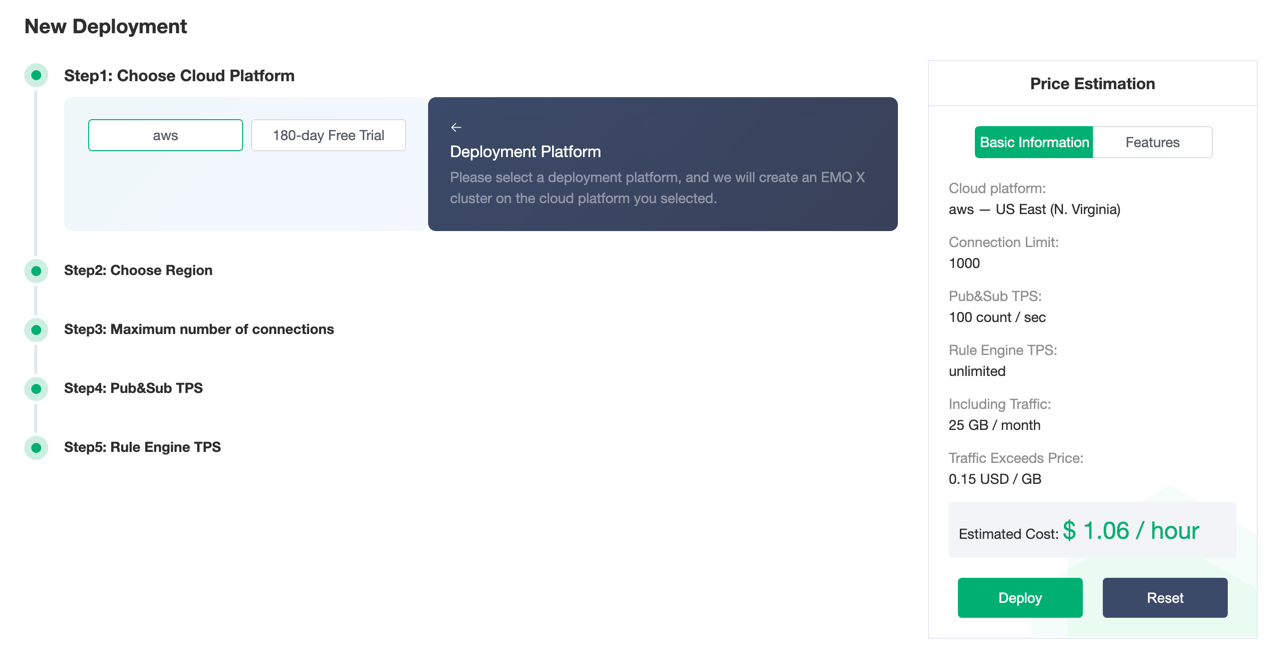 New Deployment
Step1: Choose Cloud Platform
aws
180-day Free Trial
←
Deployment Platform
Please select a deployment platform, and we will create an EMQ X
cluster on the cloud platform you selected.
Step2: Choose Region
Step3: Maximum number of connections
Step4: Pub&Sub TPS
Step5: Rule Engine TPS
Price Estimation
Basic Information
Features
Cloud platform:
aws — US East (N. Virginia)
Connection Limit:
1000
Pub&Sub TPS:
100 count / sec
Rule Engine TPS:
unlimited
Including Traffic:
25 GB / month
Traffic Exceeds Price:
0.15 USD / GB
Estimated Cost: $ 1.06 / hour
Deploy
Reset